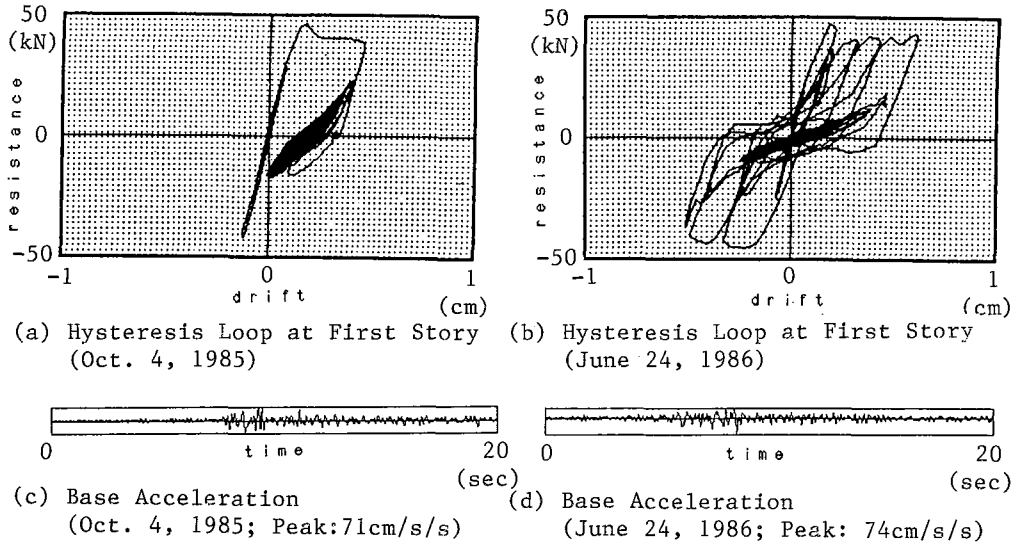 50
(kN)
resistance
0
-50
-1
0
1
drift
(cm)
(a) Hysteresis Loop at First Story
(Oct. 4, 1985)
50
(kN)
resistance
0
-50
-1
0
1
drift
(cm)
(b) Hysteresis Loop at First Story
(June 24, 1986)
0
time
20
(sec)
(c) Base Acceleration
(Oct. 4, 1985; Peak:71cm/s/s)
0
time
20
(sec)
(d) Base Acceleration
(June 24, 1986; Peak: 74cm/s/s)